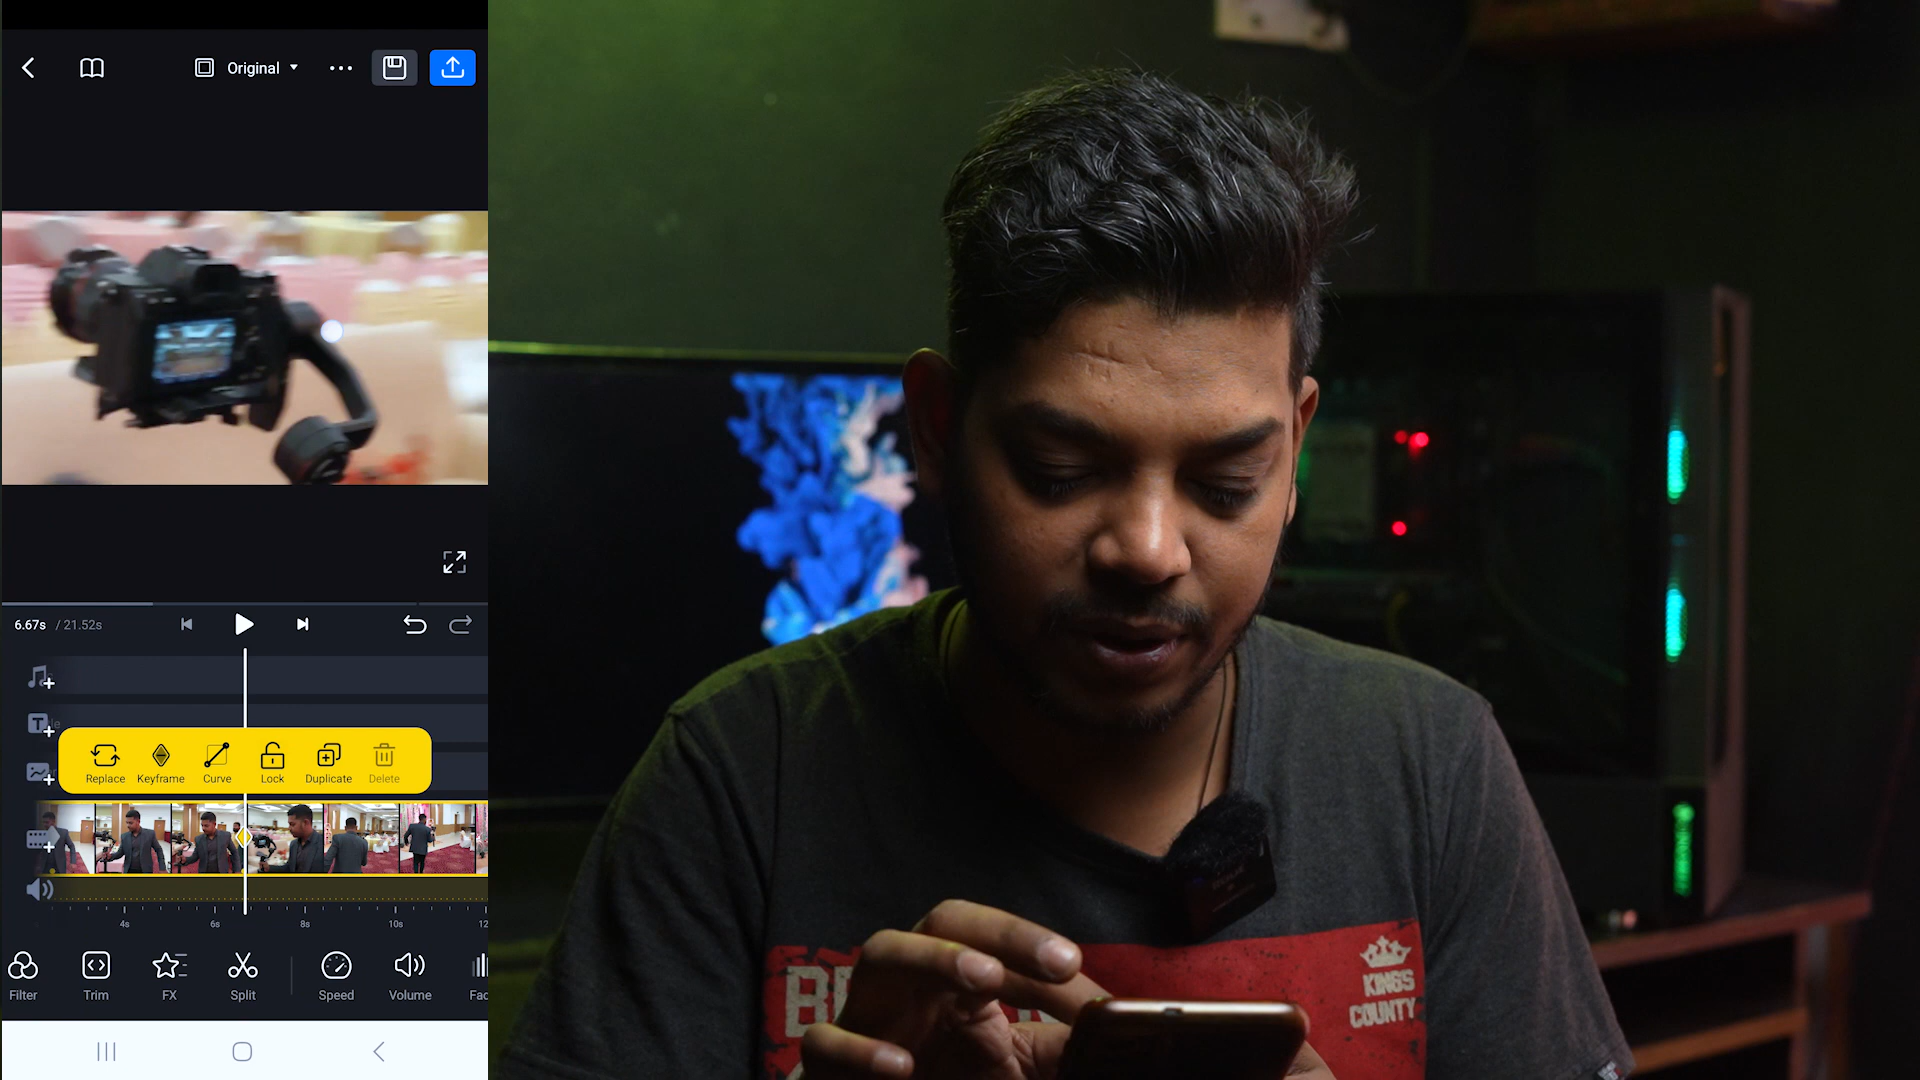 Original
6.67s / 21.52s
Replace Keyframe Curve Lock Duplicate Delete
4s 6s 8s 10s 12
Filter Trim FX Split Speed Volume Fac
KINGS
COUNTY